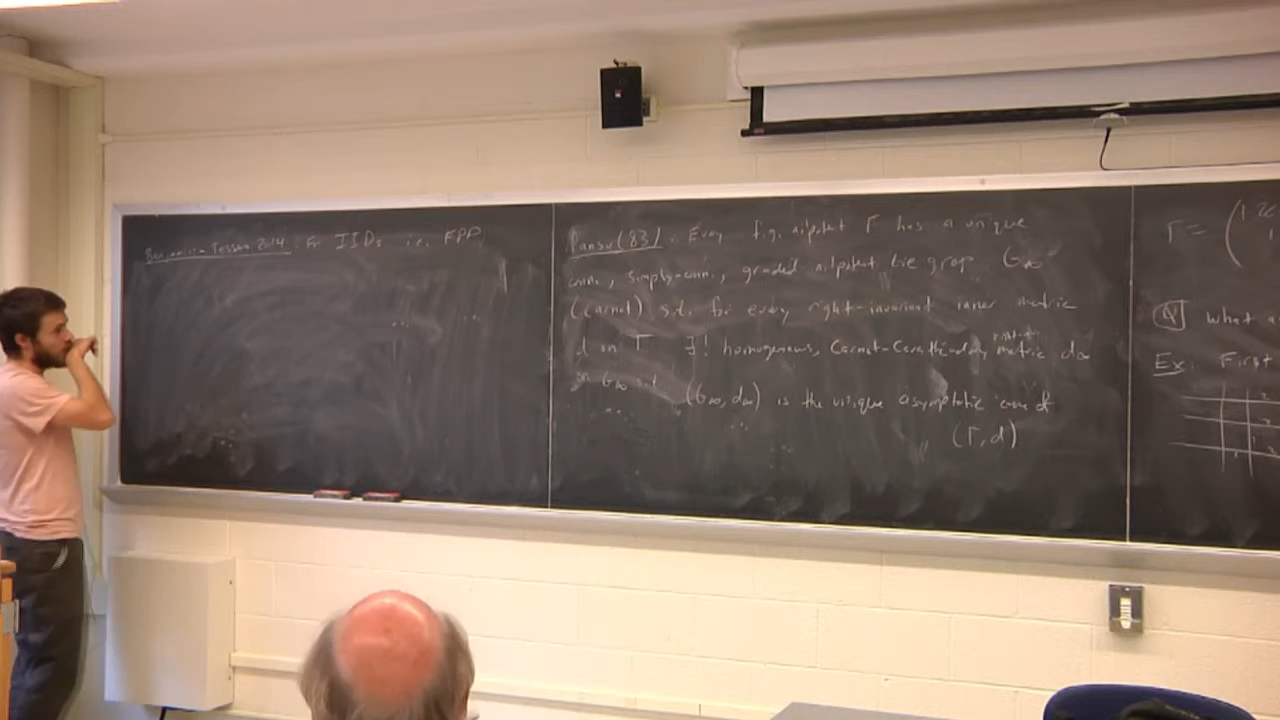 Benjamini-Tessera 2014: For IIDs i.e. FPP
Pansu (83): Every f.g. nilpotent Γ has a unique
conn., simply-conn., graded nilpotent Lie group G∞
(Carnot) s.t. for every right-invariant inner metric
d on Γ ∃! homogeneous, Carnot-Carathéodory metric d∞
on G∞ s.t. (G∞, d∞) is the unique asymptotic cone of
(Γ, d)
Γ = (1
Q What
Ex. First